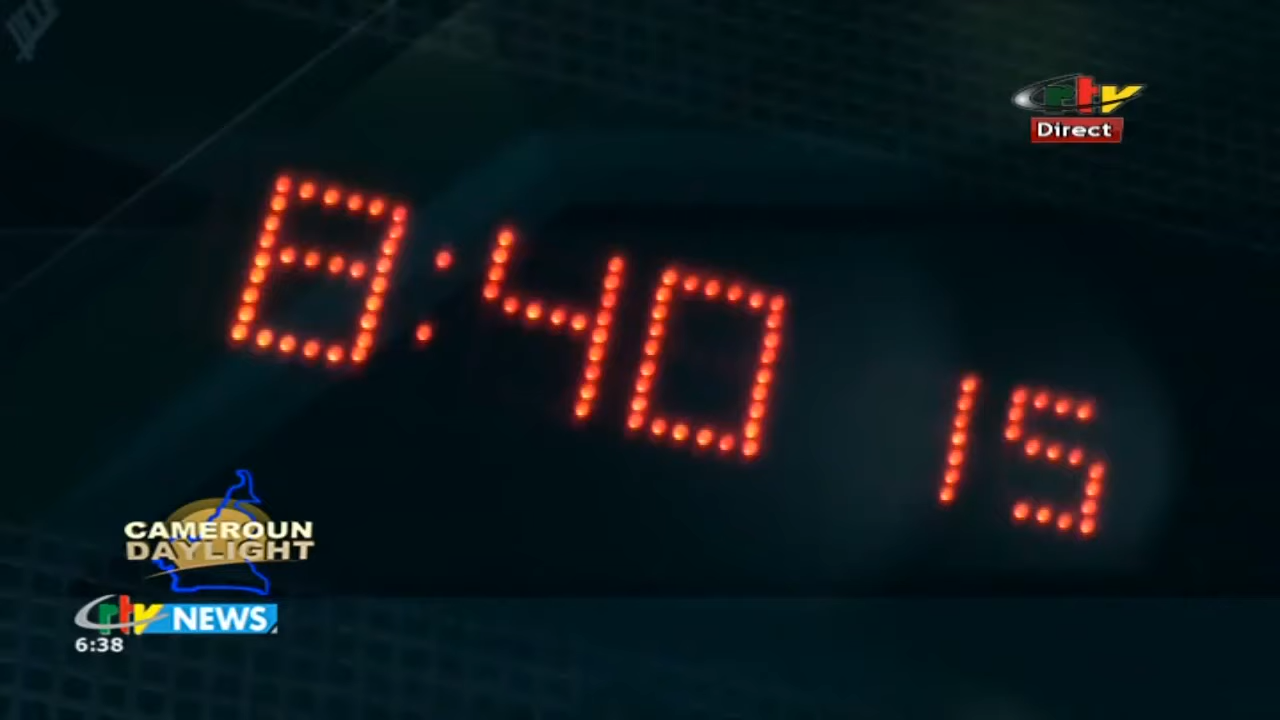 crtv
Direct
8:40 15
CAMEROUN
DAYLIGHT
crtv NEWS
6:38